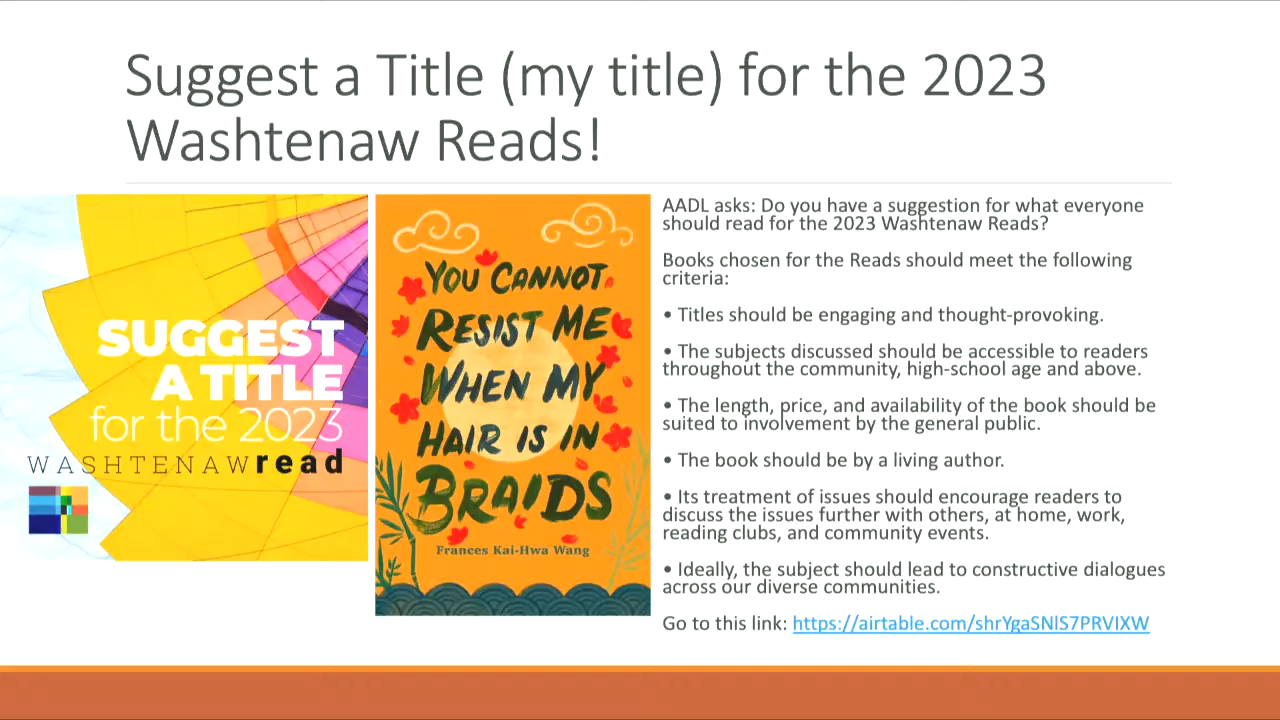 Suggest a Title (my title) for the 2023
Washtenaw Reads!
SUGGEST
A TITLE
for the 2023
WASHTENAWread
YOU CANNOT
RESIST ME
WHEN MY
HAIR IS IN
BRAIDS
Frances Kai-Hwa Wang
AADL asks: Do you have a suggestion for what everyone
should read for the 2023 Washtenaw Reads?
Books chosen for the Reads should meet the following
criteria:
• Titles should be engaging and thought-provoking.
• The subjects discussed should be accessible to readers
throughout the community, high-school age and above.
• The length, price, and availability of the book should be
suited to involvement by the general public.
• The book should be by a living author.
• Its treatment of issues should encourage readers to
discuss the issues further with others, at home, work,
reading clubs, and community events.
• Ideally, the subject should lead to constructive dialogues
across our diverse communities.
Go to this link: https://airtable.com/shrYgaSNlS7PRVIXW